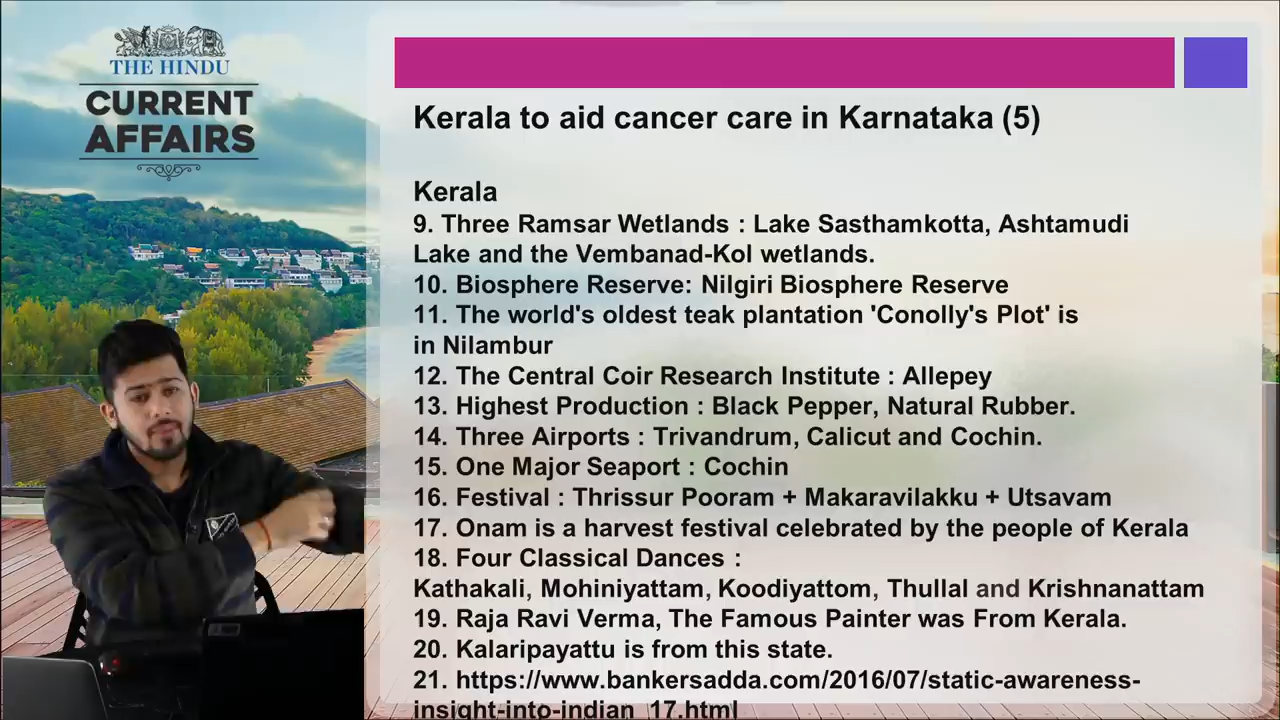 THE HINDU
CURRENT
AFFAIRS
Kerala to aid cancer care in Karnataka (5)
Kerala
9. Three Ramsar Wetlands : Lake Sasthamkotta, Ashtamudi
Lake and the Vembanad-Kol wetlands.
10. Biosphere Reserve: Nilgiri Biosphere Reserve
11. The world's oldest teak plantation 'Conolly's Plot' is
in Nilambur
12. The Central Coir Research Institute : Allepey
13. Highest Production : Black Pepper, Natural Rubber.
14. Three Airports : Trivandrum, Calicut and Cochin.
15. One Major Seaport : Cochin
16. Festival : Thrissur Pooram + Makaravilakku + Utsavam
17. Onam is a harvest festival celebrated by the people of Kerala
18. Four Classical Dances :
Kathakali, Mohiniyattam, Koodiyattom, Thullal and Krishnanattam
19. Raja Ravi Verma, The Famous Painter was From Kerala.
20. Kalaripayattu is from this state.
21. https://www.bankersadda.com/2016/07/static-awareness-
insight-into-indian_17.html